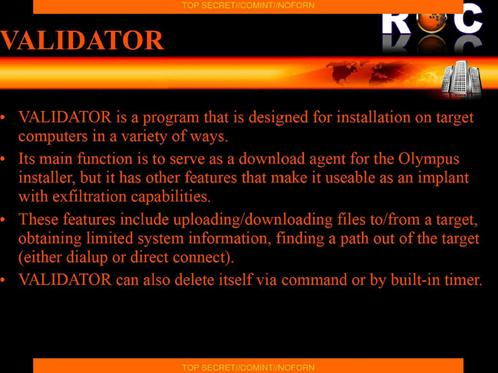 TOP SECRET//COMINT//NOFORN
ROC
VALIDATOR
• VALIDATOR is a program that is designed for installation on target
computers in a variety of ways.
• Its main function is to serve as a download agent for the Olympus
installer, but it has other features that make it useable as an implant
with exfiltration capabilities.
• These features include uploading/downloading files to/from a target,
obtaining limited system information, finding a path out of the target
(either dialup or direct connect).
• VALIDATOR can also delete itself via command or by built-in timer.
TOP SECRET//COMINT//NOFORN